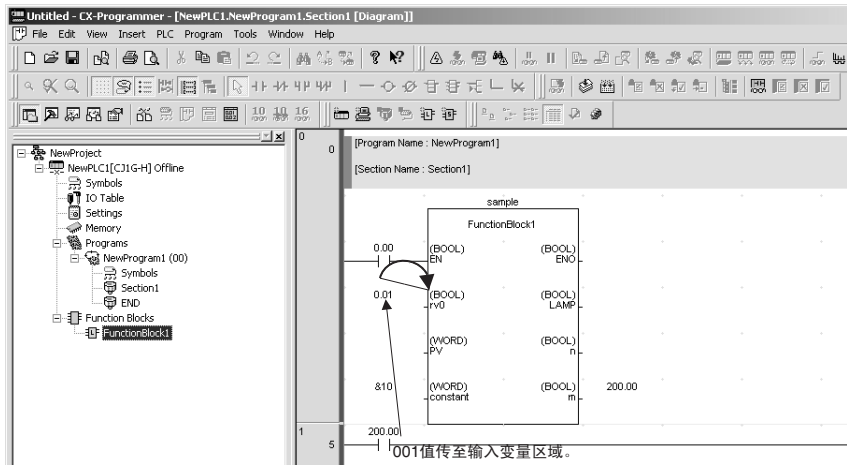 Untitled - CX-Programmer - [NewPLC1.NewProgram1.Section1 [Diagram]]
File Edit View Insert PLC Program Tools Window Help
10 16 16
NewProject
NewPLC1[CJ1G-H] Offline
Symbols
IO Table
Settings
Memory
Programs
NewProgram1 (00)
Symbols
Section1
END
Function Blocks
FunctionBlock1
0
0
[Program Name : NewProgram1]
[Section Name : Section1]
sample
FunctionBlock1
0.00
(BOOL)
EN
(BOOL)
ENO
0.01
(BOOL)
rv0
(BOOL)
LAMP
(WORD)
PV
(BOOL)
n
&10
(WORD)
constant
(BOOL)
m
200.00
1
5
200.00
001值传至输入变量区域。